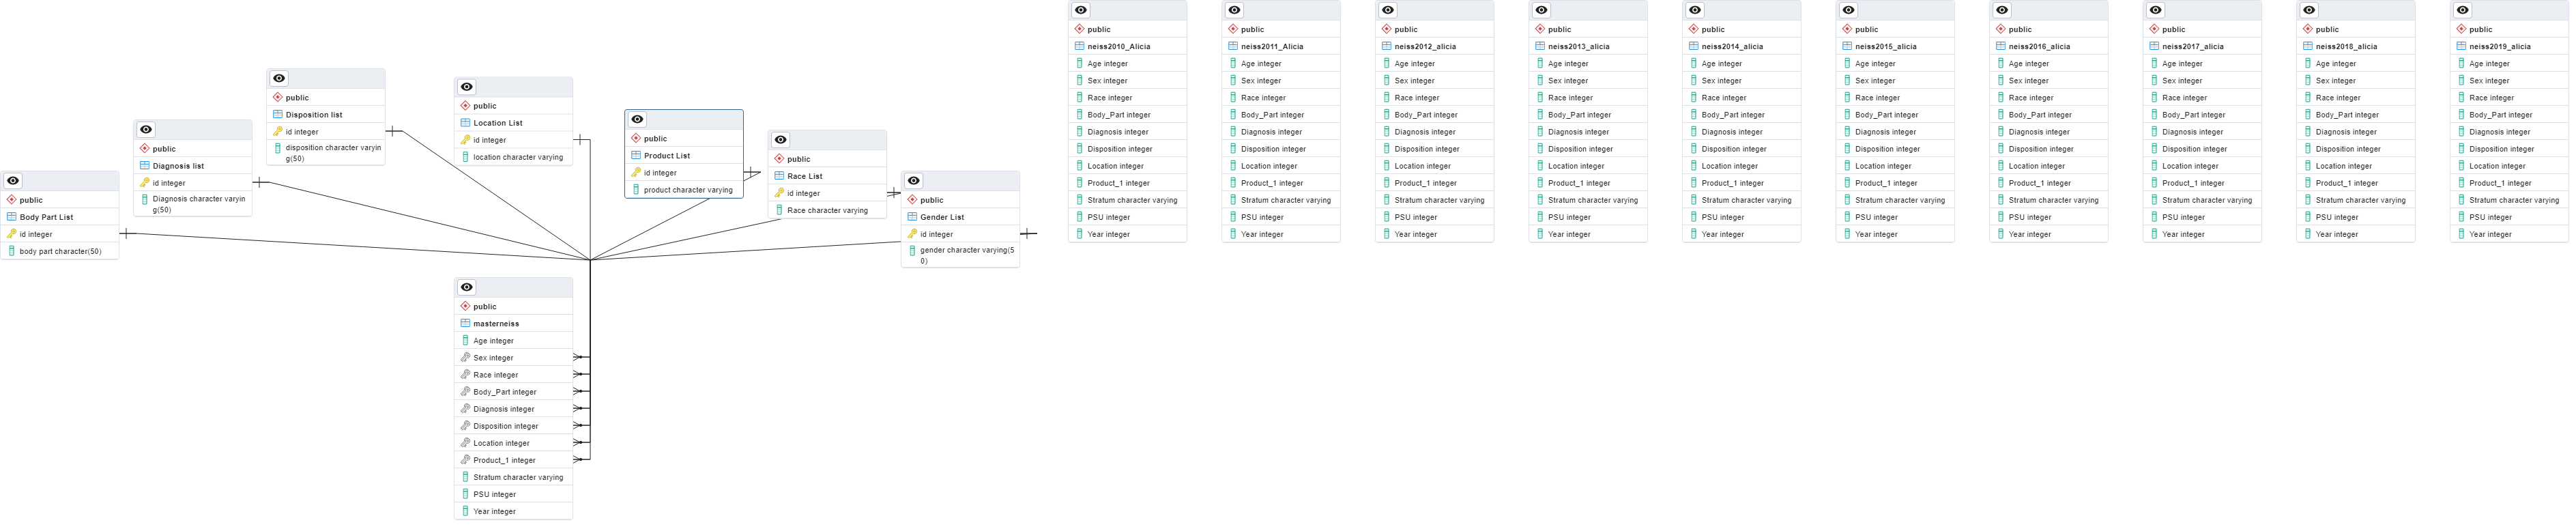 public
Body Part List
id integer
body part character(50)
public
Diagnosis list
id integer
Diagnosis character varyin
g(50)
public
Disposition list
id integer
disposition character varyin
g(50)
public
Location List
id integer
location character varying
public
Product List
id integer
product character varying
public
Race List
id integer
Race character varying
public
Gender List
id integer
gender character varying(5
0)
public
masterneiss
Age integer
Sex integer
Race integer
Body_Part integer
Diagnosis integer
Disposition integer
Location integer
Product_1 integer
Stratum character varying
PSU integer
Year integer
public
neiss2010_Alicia
Age integer
Sex integer
Race integer
Body_Part integer
Diagnosis integer
Disposition integer
Location integer
Product_1 integer
Stratum character varying
PSU integer
Year integer
public
neiss2011_Alicia
Age integer
Sex integer
Race integer
Body_Part integer
Diagnosis integer
Disposition integer
Location integer
Product_1 integer
Stratum character varying
PSU integer
Year integer
public
neiss2012_alicia
Age integer
Sex integer
Race integer
Body_Part integer
Diagnosis integer
Disposition integer
Location integer
Product_1 integer
Stratum character varying
PSU integer
Year integer
public
neiss2013_alicia
Age integer
Sex integer
Race integer
Body_Part integer
Diagnosis integer
Disposition integer
Location integer
Product_1 integer
Stratum character varying
PSU integer
Year integer
public
neiss2014_alicia
Age integer
Sex integer
Race integer
Body_Part integer
Diagnosis integer
Disposition integer
Location integer
Product_1 integer
Stratum character varying
PSU integer
Year integer
public
neiss2015_alicia
Age integer
Sex integer
Race integer
Body_Part integer
Diagnosis integer
Disposition integer
Location integer
Product_1 integer
Stratum character varying
PSU integer
Year integer
public
neiss2016_alicia
Age integer
Sex integer
Race integer
Body_Part integer
Diagnosis integer
Disposition integer
Location integer
Product_1 integer
Stratum character varying
PSU integer
Year integer
public
neiss2017_alicia
Age integer
Sex integer
Race integer
Body_Part integer
Diagnosis integer
Disposition integer
Location integer
Product_1 integer
Stratum character varying
PSU integer
Year integer
public
neiss2018_alicia
Age integer
Sex integer
Race integer
Body_Part integer
Diagnosis integer
Disposition integer
Location integer
Product_1 integer
Stratum character varying
PSU integer
Year integer
public
neiss2019_alicia
Age integer
Sex integer
Race integer
Body_Part integer
Diagnosis integer
Disposition integer
Location integer
Product_1 integer
Stratum character varying
PSU integer
Year integer